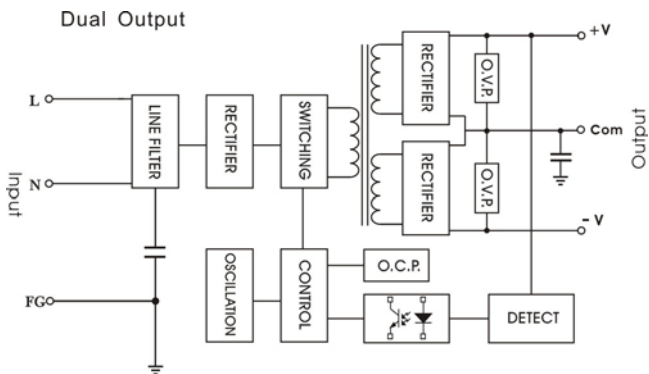 Dual Output
L
N
FG
Input
LINE FILTER
RECTIFIER
SWITCHING
RECTIFIER
RECTIFIER
O.V.P.
O.V.P.
+V
Com
- V
Output
OSCILLATION
CONTROL
O.C.P.
DETECT